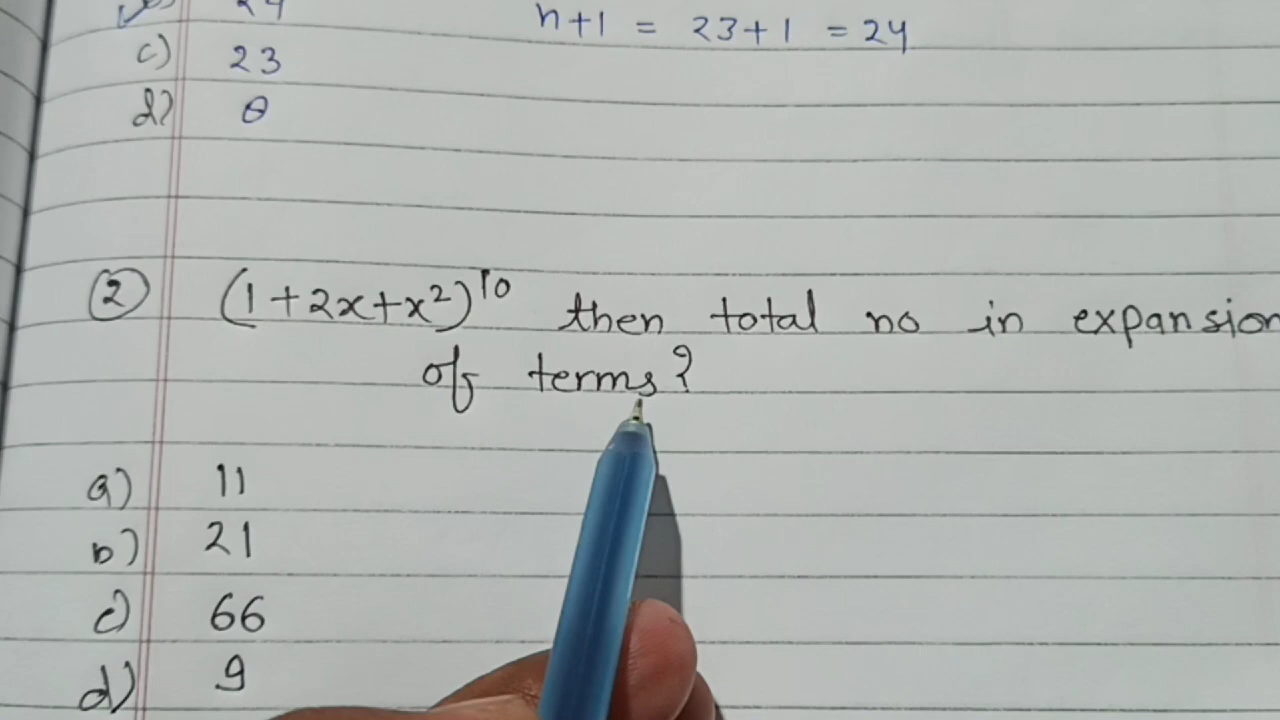 24
n+1 = 23+1 = 24
c) 23
d) θ
② (1+2x+x²)¹⁰ then total no in expansion
of terms?
a) 11
b) 21
c) 66
d) 9